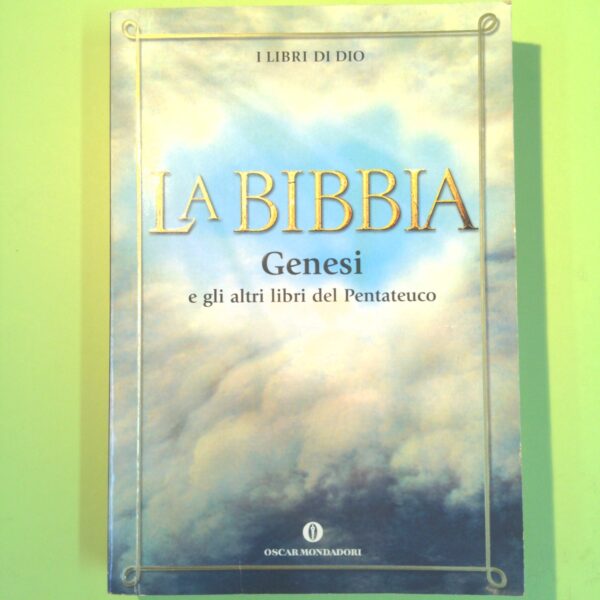 I LIBRI DI DIO
LA BIBBIA
Genesi
e gli altri libri del Pentateuco
OSCAR MONDADORI